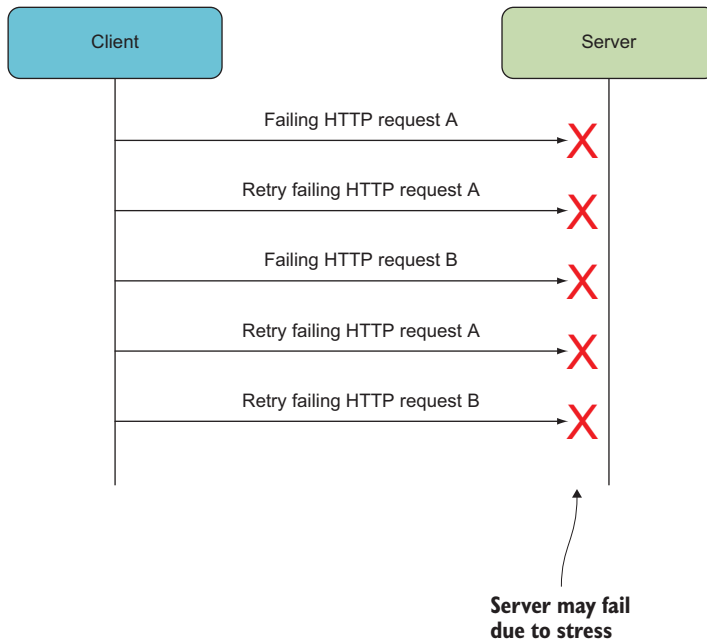 Client
Server
Failing HTTP request A
Retry failing HTTP request A
Failing HTTP request B
Retry failing HTTP request A
Retry failing HTTP request B
Server may fail
due to stress